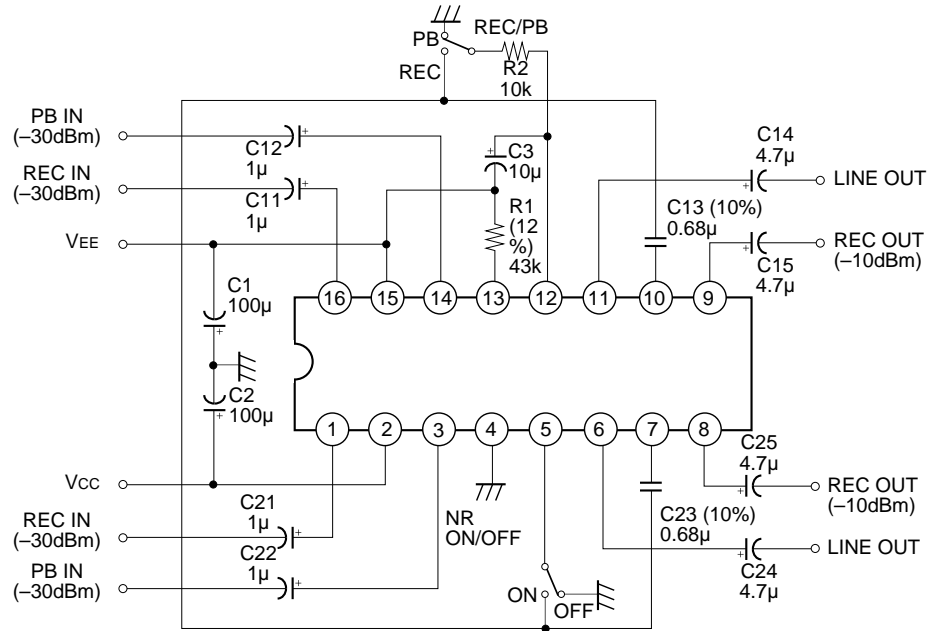 REC/PB
PB
REC
R2
10k
PB IN
(–30dBm)
C12
1µ
REC IN
(–30dBm)
C11
1µ
C3
10µ
R1
(12
%)
43k
C14
4.7µ
LINE OUT
C13 (10%)
0.68µ
REC OUT
(–10dBm)
C15
4.7µ
VEE
C1
100µ
C2
100µ
16
15
14
13
12
11
10
9
1
2
3
4
5
6
7
8
VCC
C21
1µ
REC IN
(–30dBm)
C22
1µ
PB IN
(–30dBm)
NR
ON/OFF
ON
OFF
C25
4.7µ
REC OUT
(–10dBm)
C23 (10%)
0.68µ
LINE OUT
C24
4.7µ